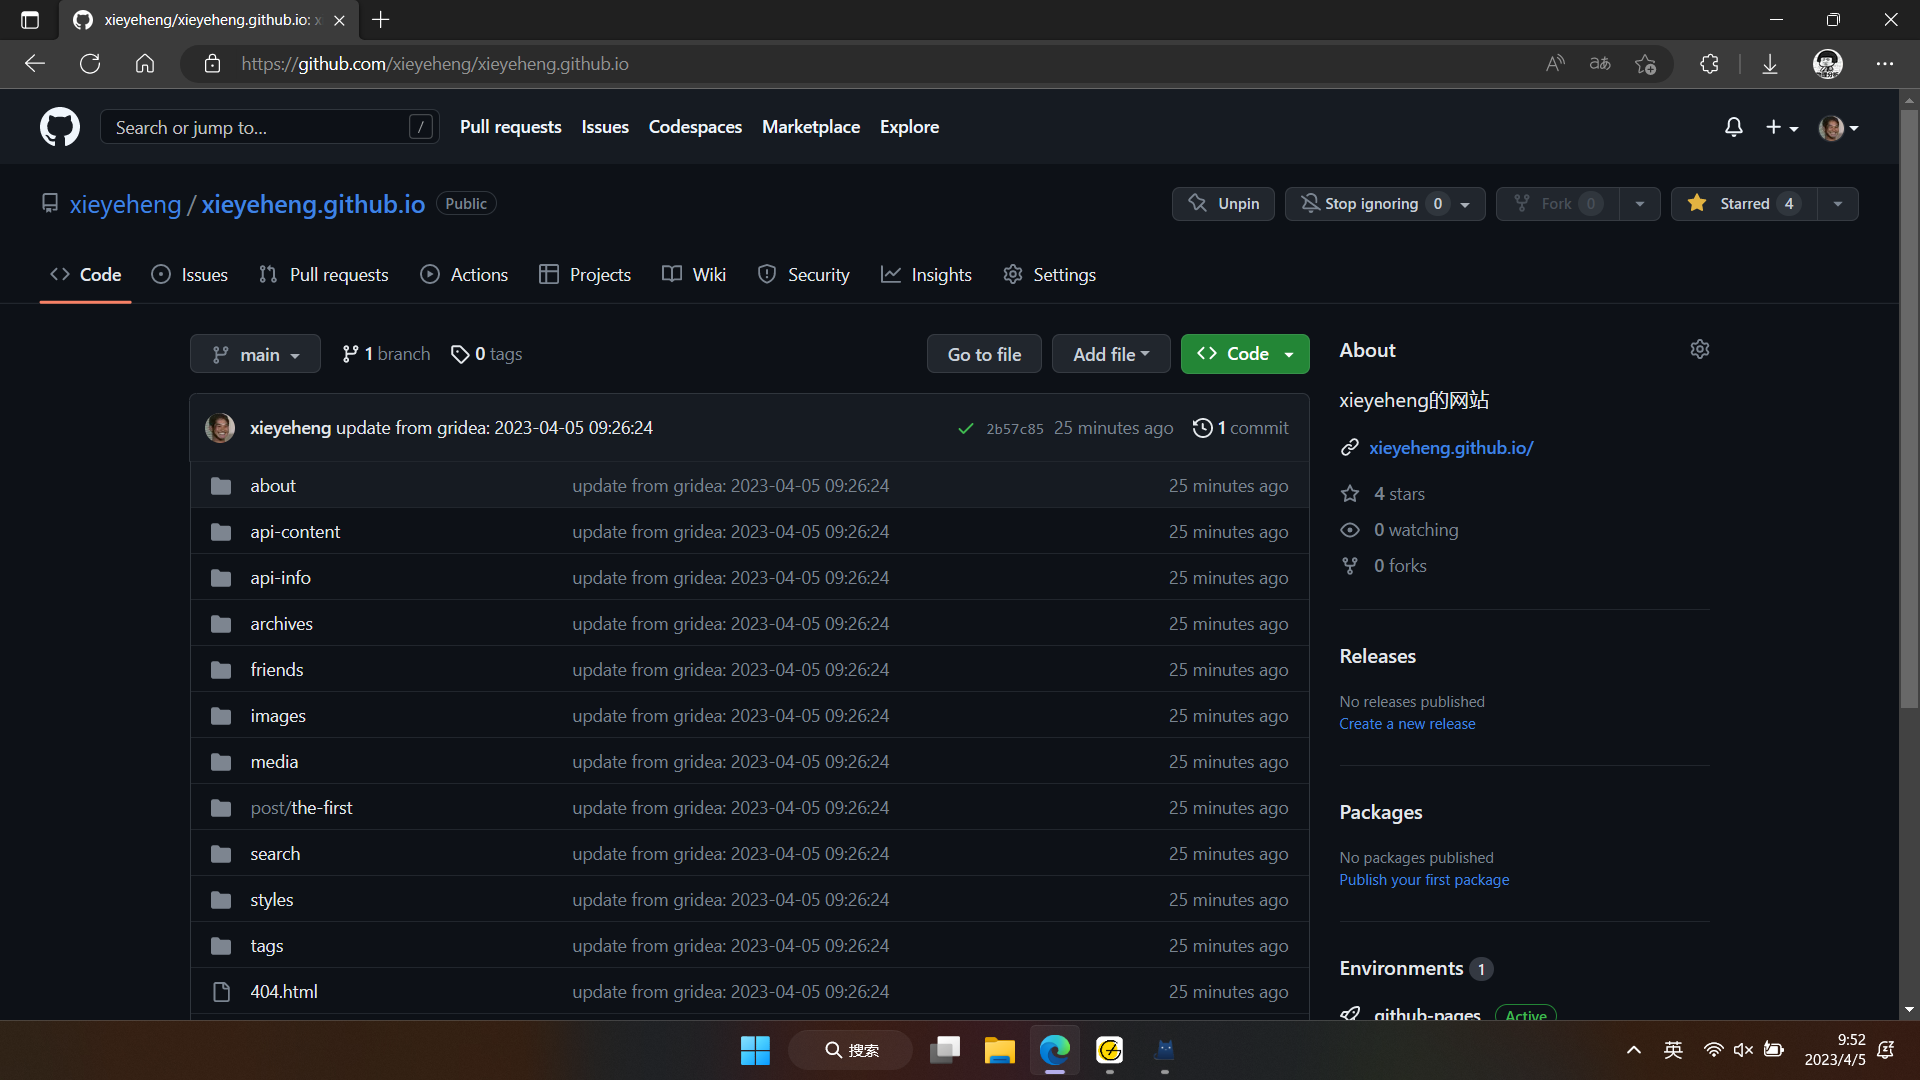 xieyeheng/xieyeheng.github.io: x
https://github.com/xieyeheng/xieyeheng.github.io
Search or jump to... / Pull requests Issues Codespaces Marketplace Explore
xieyeheng / xieyeheng.github.io Public Unpin Stop ignoring 0 Fork 0 Starred 4
Code Issues Pull requests Actions Projects Wiki Security Insights Settings
main 1 branch 0 tags Go to file Add file Code
xieyeheng update from gridea: 2023-04-05 09:26:24 2b57c85 25 minutes ago 1 commit
about update from gridea: 2023-04-05 09:26:24 25 minutes ago
api-content update from gridea: 2023-04-05 09:26:24 25 minutes ago
api-info update from gridea: 2023-04-05 09:26:24 25 minutes ago
archives update from gridea: 2023-04-05 09:26:24 25 minutes ago
friends update from gridea: 2023-04-05 09:26:24 25 minutes ago
images update from gridea: 2023-04-05 09:26:24 25 minutes ago
media update from gridea: 2023-04-05 09:26:24 25 minutes ago
post/the-first update from gridea: 2023-04-05 09:26:24 25 minutes ago
search update from gridea: 2023-04-05 09:26:24 25 minutes ago
styles update from gridea: 2023-04-05 09:26:24 25 minutes ago
tags update from gridea: 2023-04-05 09:26:24 25 minutes ago
404.html update from gridea: 2023-04-05 09:26:24 25 minutes ago
About
xieyeheng的网站
xieyeheng.github.io/
4 stars
0 watching
0 forks
Releases
No releases published
Create a new release
Packages
No packages published
Publish your first package
Environments 1
github-pages Active
搜索
英
9:52
2023/4/5